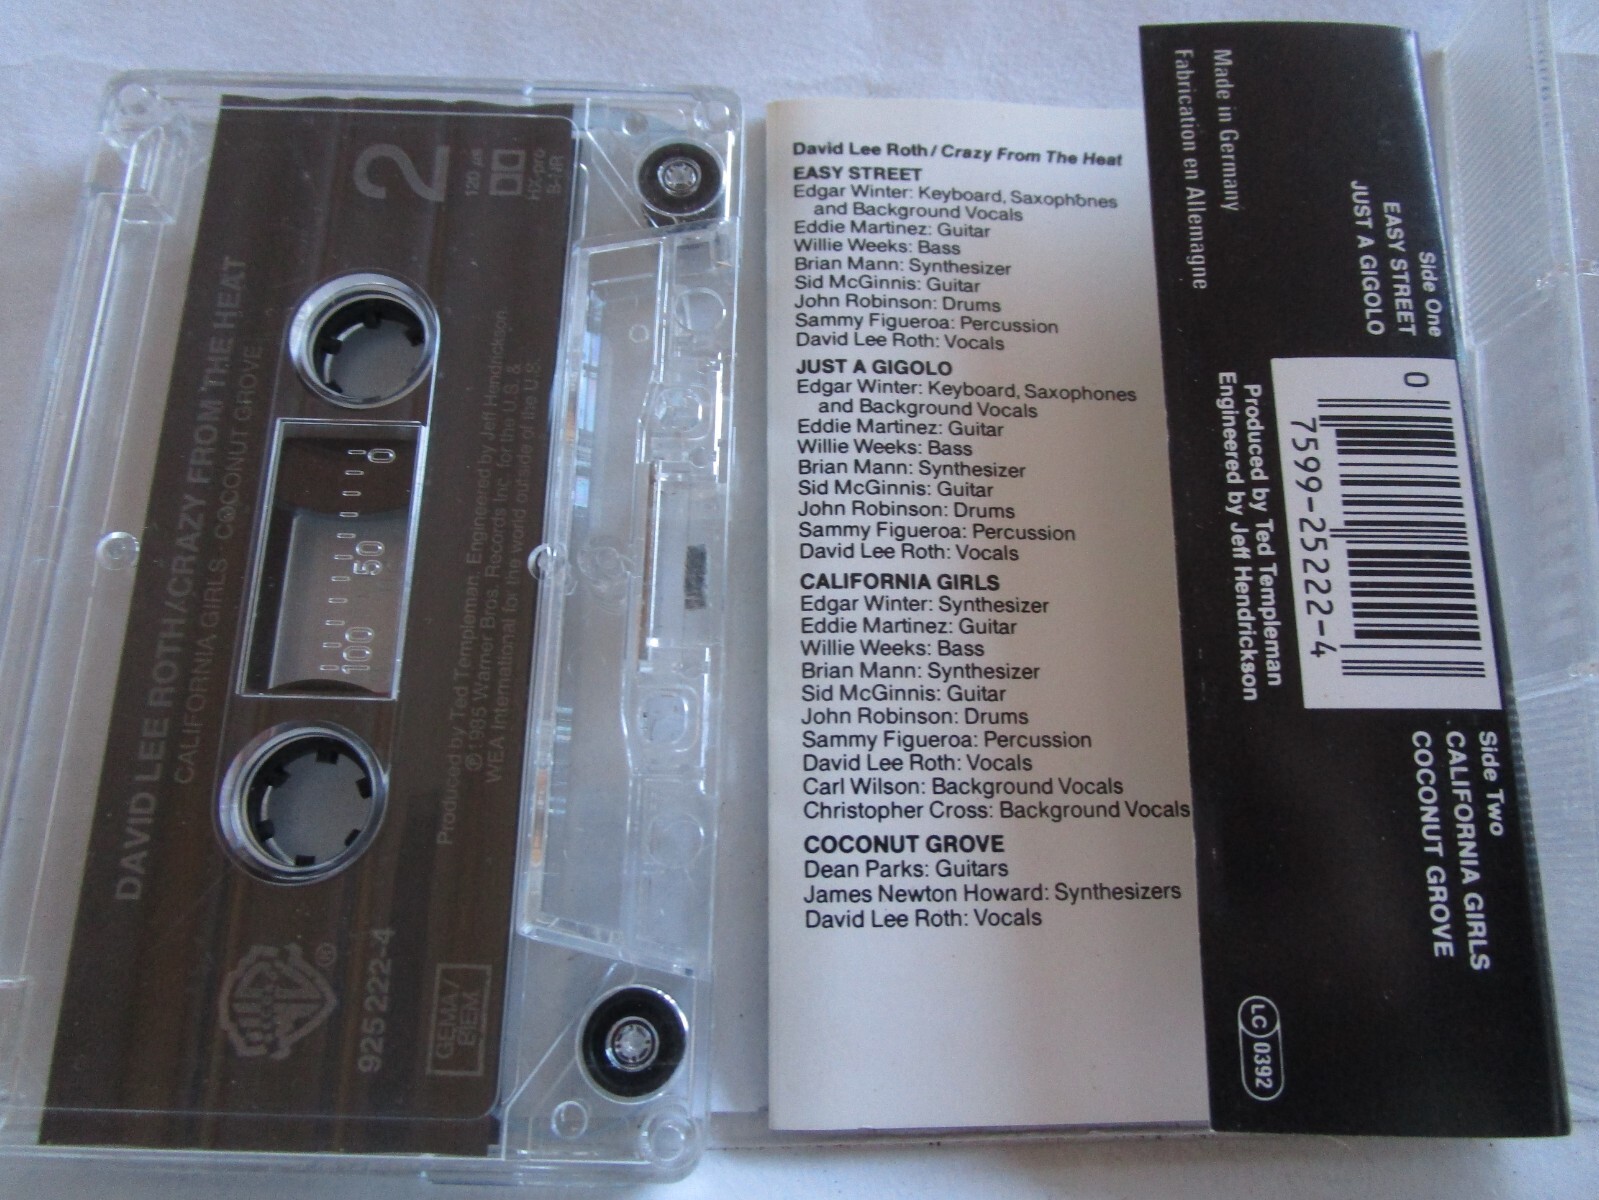 DAVID LEE ROTH/CRAZY FROM THE HEAT
CALIFORNIA GIRLS · COCONUT GROVE
2
120 µs
HX-pro
0
50
100
Produced by Ted Templeman. Engineered by Jeff Hendrickson
℗ 1985 Warner Bros. Records Inc. for the U.S. &
WEA International for the world outside of the U.S.
925 222-4
GEMA/
BIEM
David Lee Roth / Crazy From The Heat
EASY STREET
Edgar Winter: Keyboard, Saxophones
and Background Vocals
Eddie Martinez: Guitar
Willie Weeks: Bass
Brian Mann: Synthesizer
Sid McGinnis: Guitar
John Robinson: Drums
Sammy Figueroa: Percussion
David Lee Roth: Vocals
JUST A GIGOLO
Edgar Winter: Keyboard, Saxophones
and Background Vocals
Eddie Martinez: Guitar
Willie Weeks: Bass
Brian Mann: Synthesizer
Sid McGinnis: Guitar
John Robinson: Drums
Sammy Figueroa: Percussion
David Lee Roth: Vocals
CALIFORNIA GIRLS
Edgar Winter: Synthesizer
Eddie Martinez: Guitar
Willie Weeks: Bass
Brian Mann: Synthesizer
Sid McGinnis: Guitar
John Robinson: Drums
Sammy Figueroa: Percussion
David Lee Roth: Vocals
Carl Wilson: Background Vocals
Christopher Cross: Background Vocals
COCONUT GROVE
Dean Parks: Guitars
James Newton Howard: Synthesizers
David Lee Roth: Vocals
Side One
EASY STREET
JUST A GIGOLO
Side Two
CALIFORNIA GIRLS
COCONUT GROVE
0
7599-25222-4
Produced by Ted Templeman
Engineered by Jeff Hendrickson
Made in Germany
Fabrication en Allemagne
LC 0392